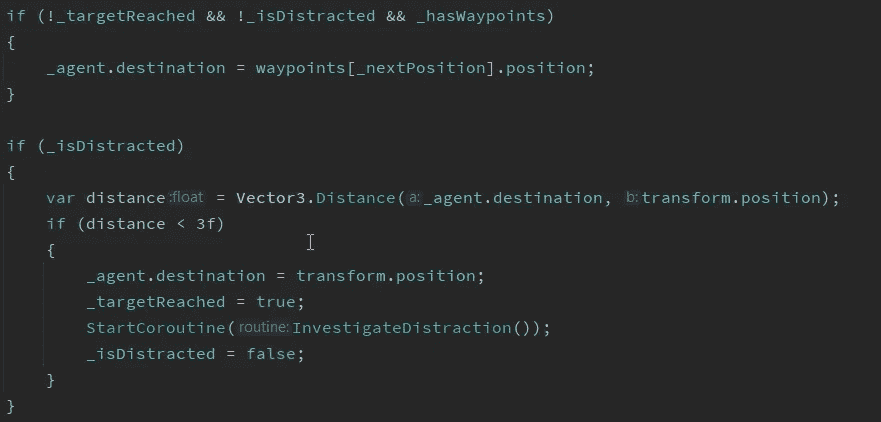 if (!_targetReached && !_isDistracted && _hasWaypoints)
{
    _agent.destination = waypoints[_nextPosition].position;
}

if (_isDistracted)
{
    var distance :float = Vector3.Distance( a: _agent.destination, b: transform.position);
    if (distance < 3f)
    {
        _agent.destination = transform.position;
        _targetReached = true;
        StartCoroutine( routine: InvestigateDistraction());
        _isDistracted = false;
    }
}